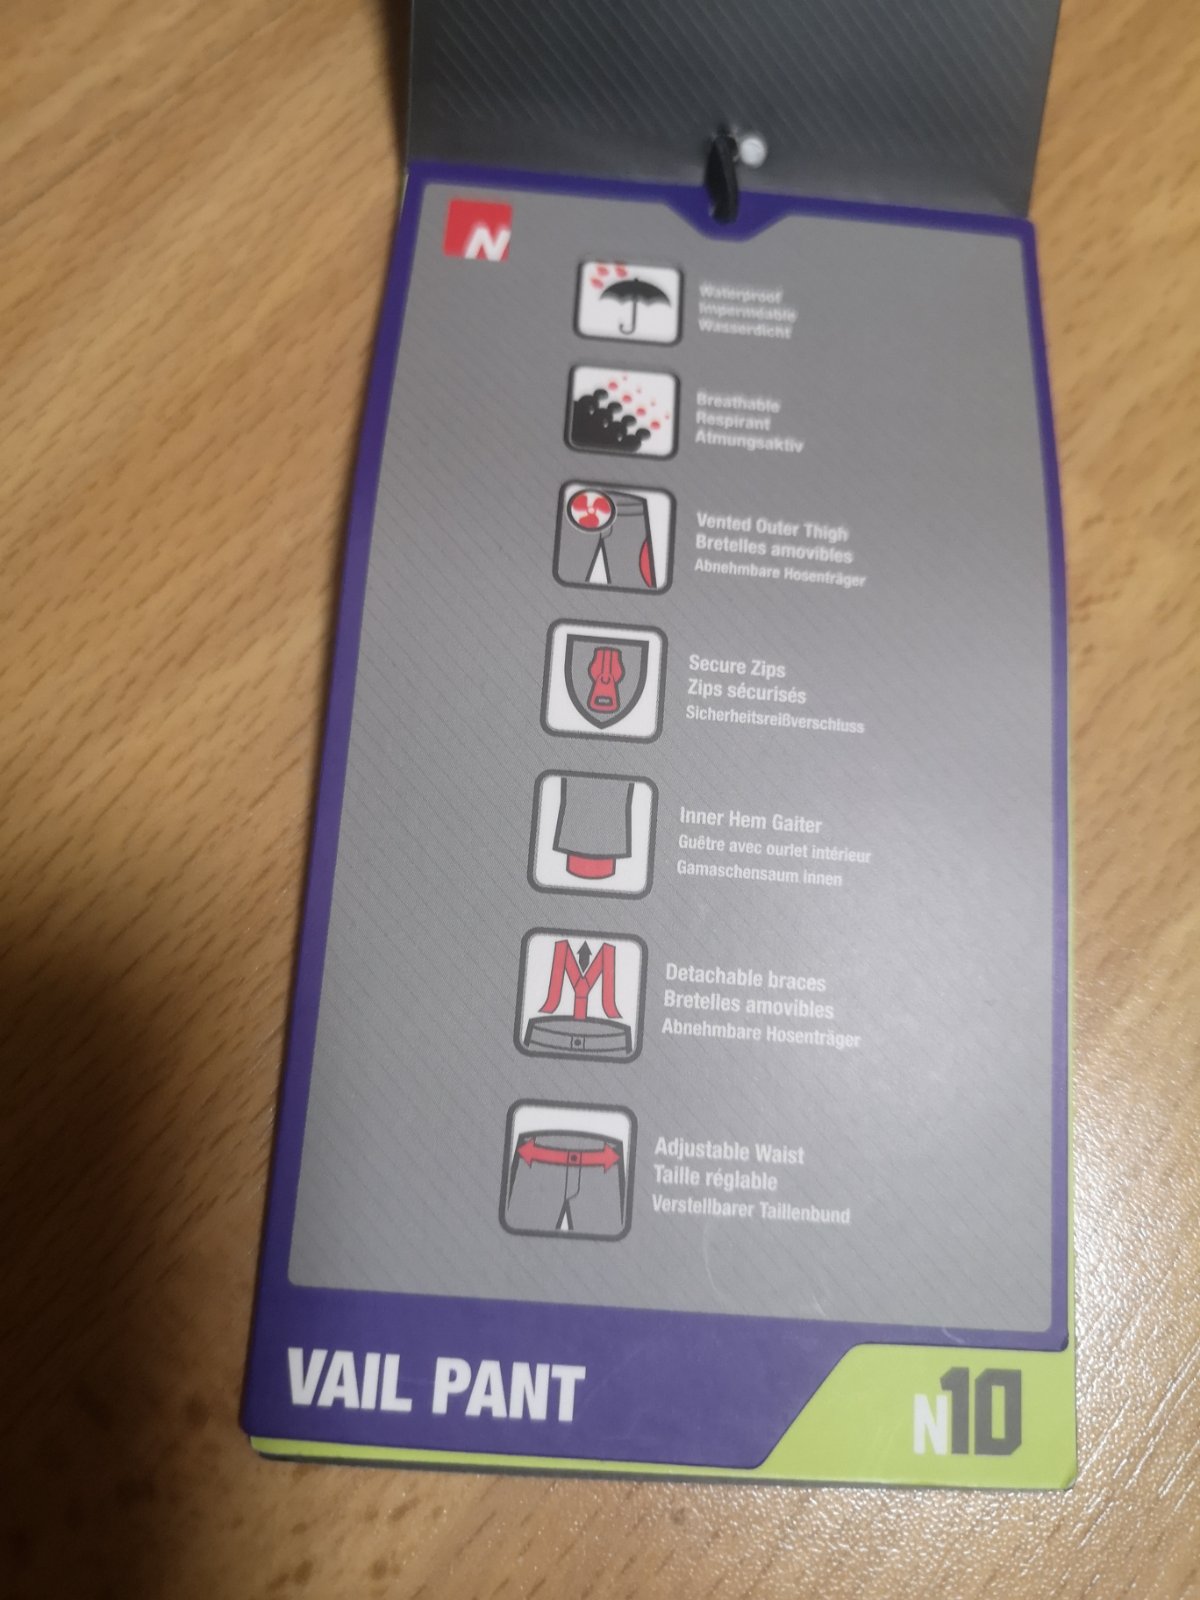 N
Waterproof
Imperméable
Wasserdicht
Breathable
Respirant
Atmungsaktiv
Vented Outer Thigh
Bretelles amovibles
Abnehmbare Hosenträger
Secure Zips
Zips sécurisés
Sicherheitsreißverschluss
Inner Hem Gaiter
Guêtre avec ourlet intérieur
Gamaschensaum innen
Detachable braces
Bretelles amovibles
Abnehmbare Hosenträger
Adjustable Waist
Taille réglable
Verstellbarer Taillenbund
VAIL PANT
N10